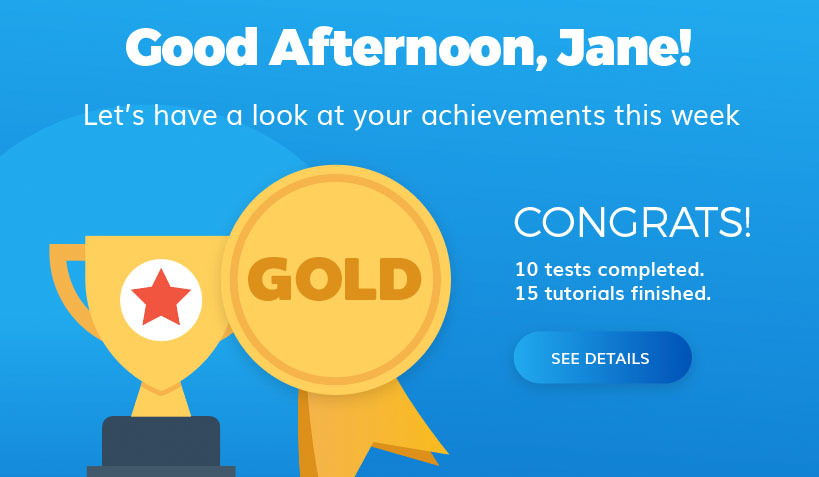 Good Afternoon, Jane!
Let's have a look at your achievements this week
GOLD
CONGRATS!
10 tests completed.
15 tutorials finished.
SEE DETAILS